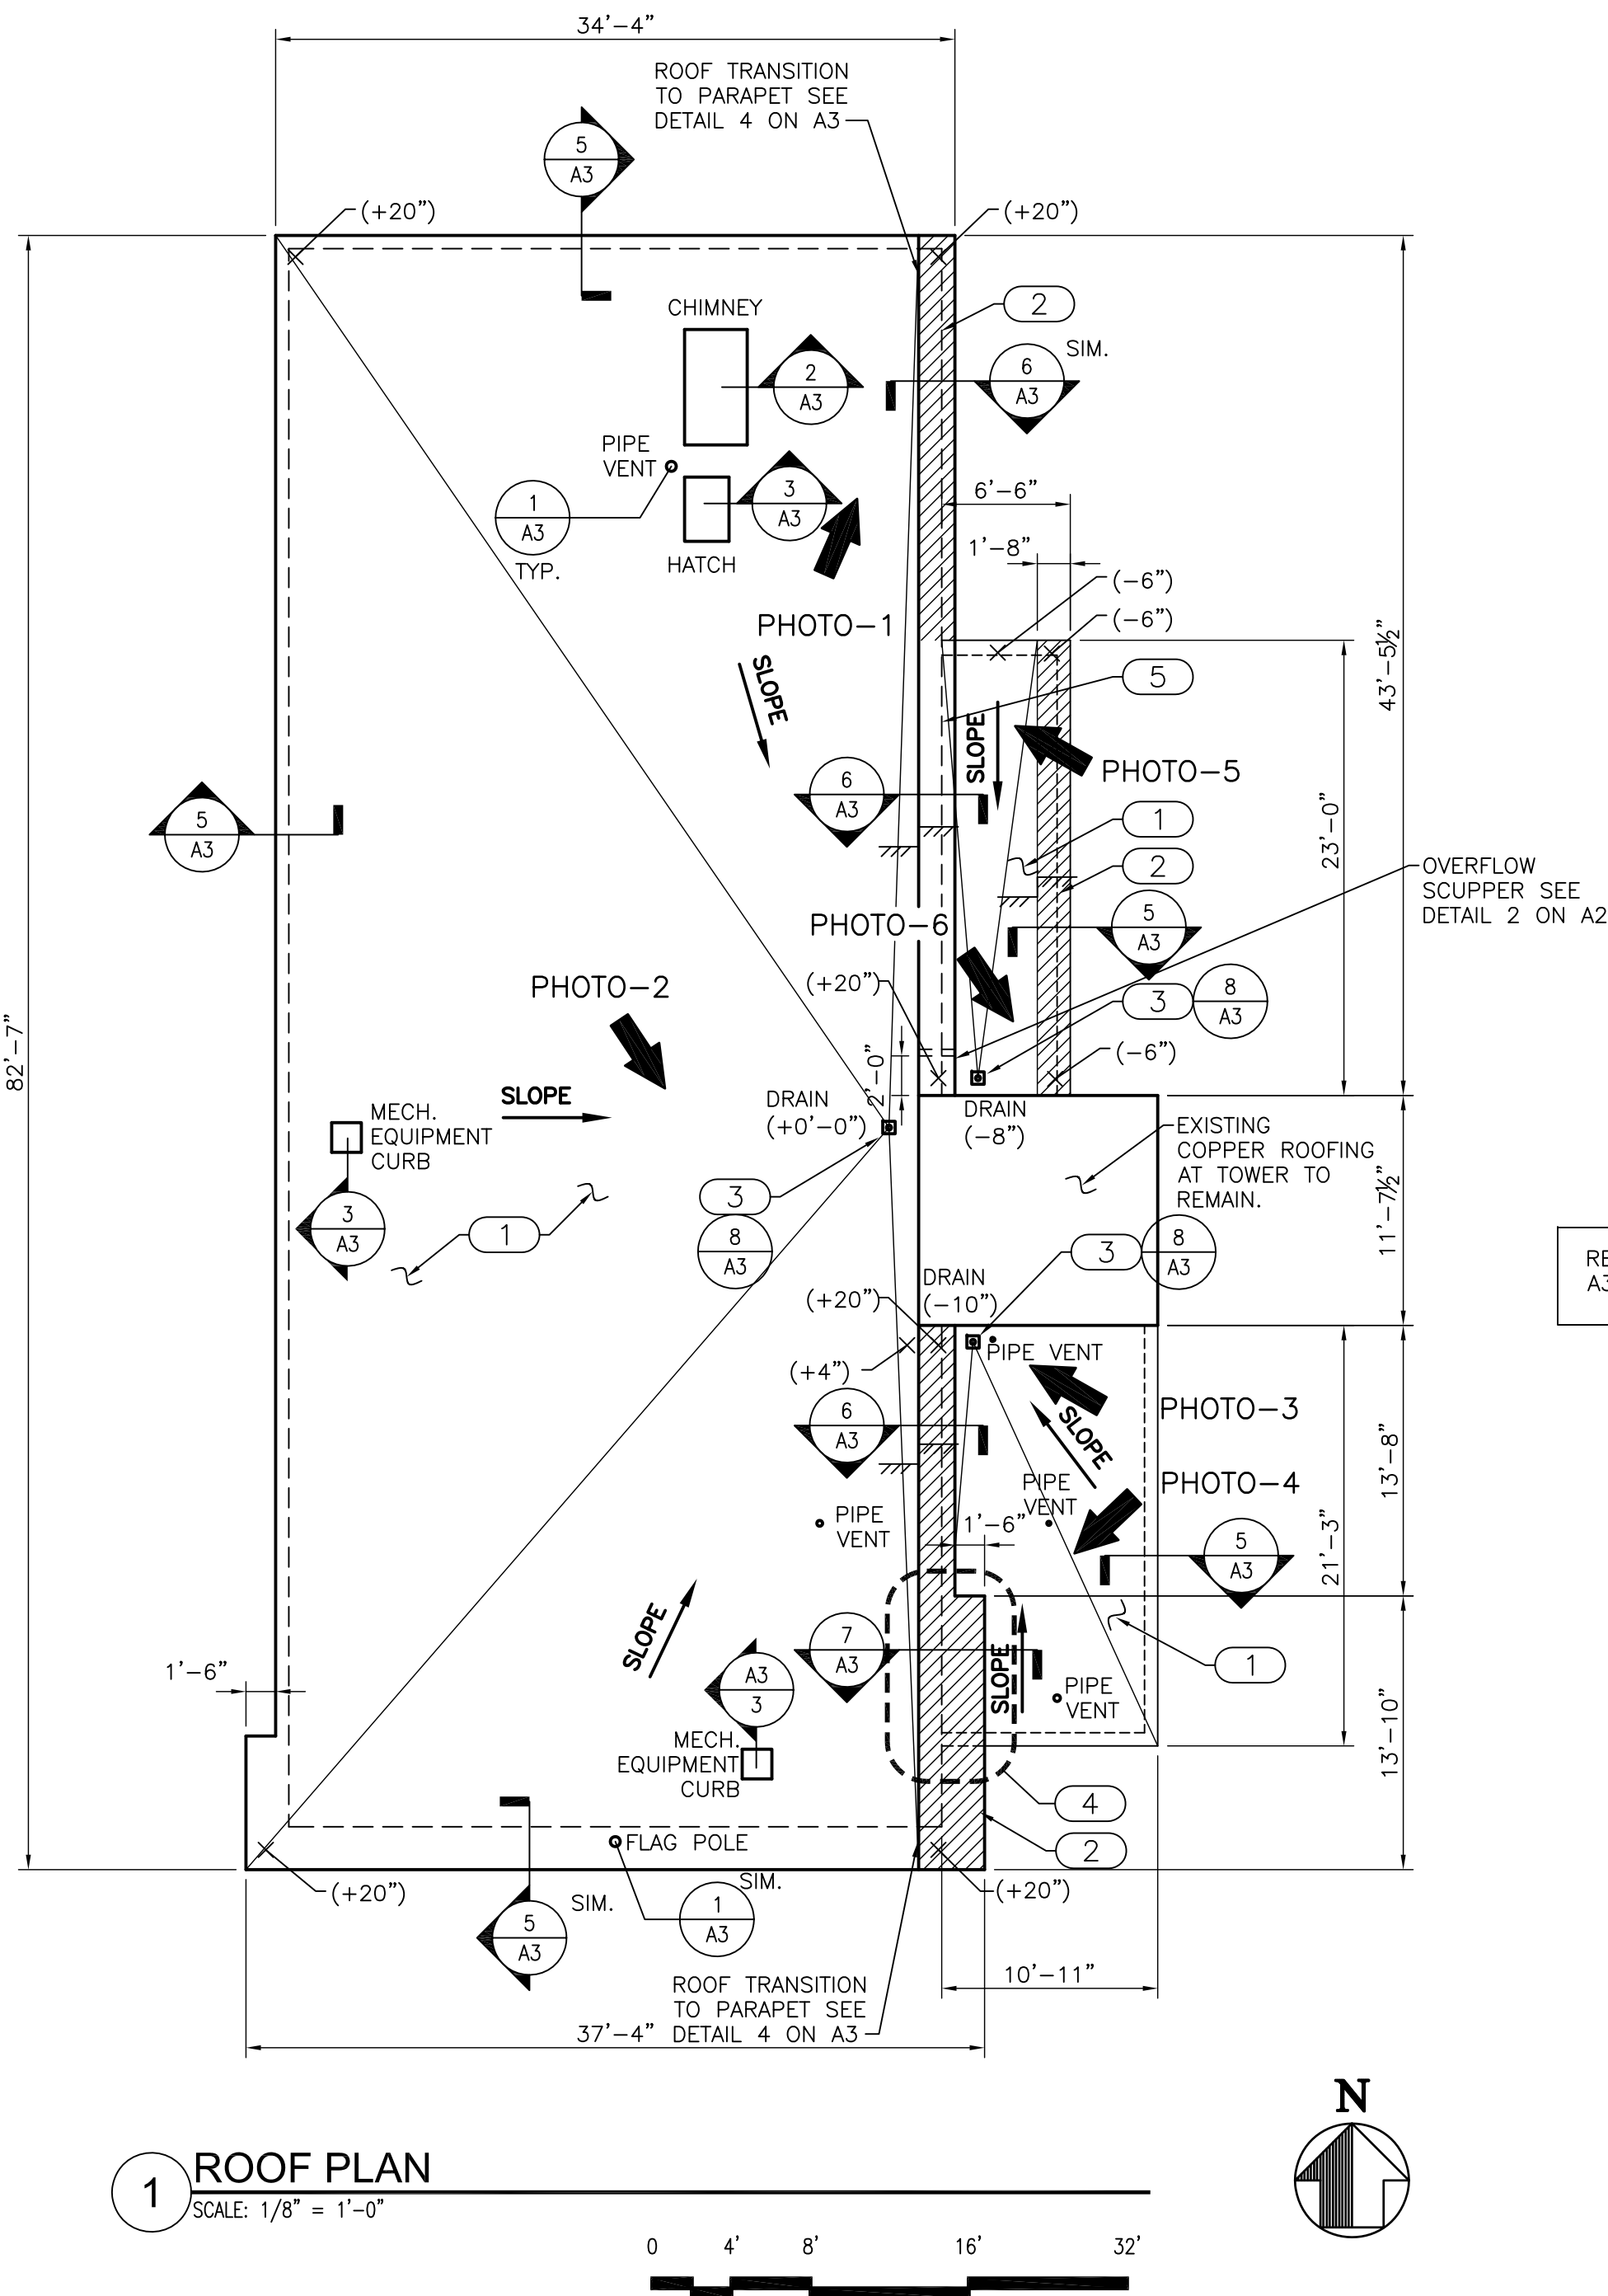 34'-4"
ROOF TRANSITION
TO PARAPET SEE
DETAIL 4 ON A3
5
A3
(+20")
(+20")
CHIMNEY
2
2
A3
6
A3
SIM.
PIPE
VENT
3
A3
6'-6"
1
A3
TYP.
HATCH
1'-8"
(-6")
(-6")
PHOTO-1
43'-5½"
SLOPE
5
SLOPE
PHOTO-5
6
A3
5
A3
1
23'-0"
2
OVERFLOW
SCUPPER SEE
DETAIL 2 ON A2
PHOTO-6
5
A3
PHOTO-2
(+20")
3
8
A3
82'-7"
2'-0"
(-6")
SLOPE
DRAIN
(+0'-0")
DRAIN
(-8")
MECH.
EQUIPMENT
CURB
EXISTING
COPPER ROOFING
AT TOWER TO
REMAIN.
11'-7½"
3
8
A3
3
A3
1
3
8
A3
RE
A3
DRAIN
(-10")
(+20")
(+4")
PIPE VENT
PHOTO-3
6
A3
SLOPE
13'-8"
PHOTO-4
PIPE
VENT
PIPE
VENT
1'-6"
5
A3
21'-3"
SLOPE
7
A3
SLOPE
1
1'-6"
A3
3
PIPE
VENT
13'-10"
MECH.
EQUIPMENT
CURB
4
FLAG POLE
2
(+20")
SIM.
(+20")
SIM.
5
A3
1
A3
10'-11"
ROOF TRANSITION
TO PARAPET SEE
DETAIL 4 ON A3
37'-4"
N
1
ROOF PLAN
SCALE: 1/8" = 1'-0"
0 4' 8' 16' 32'